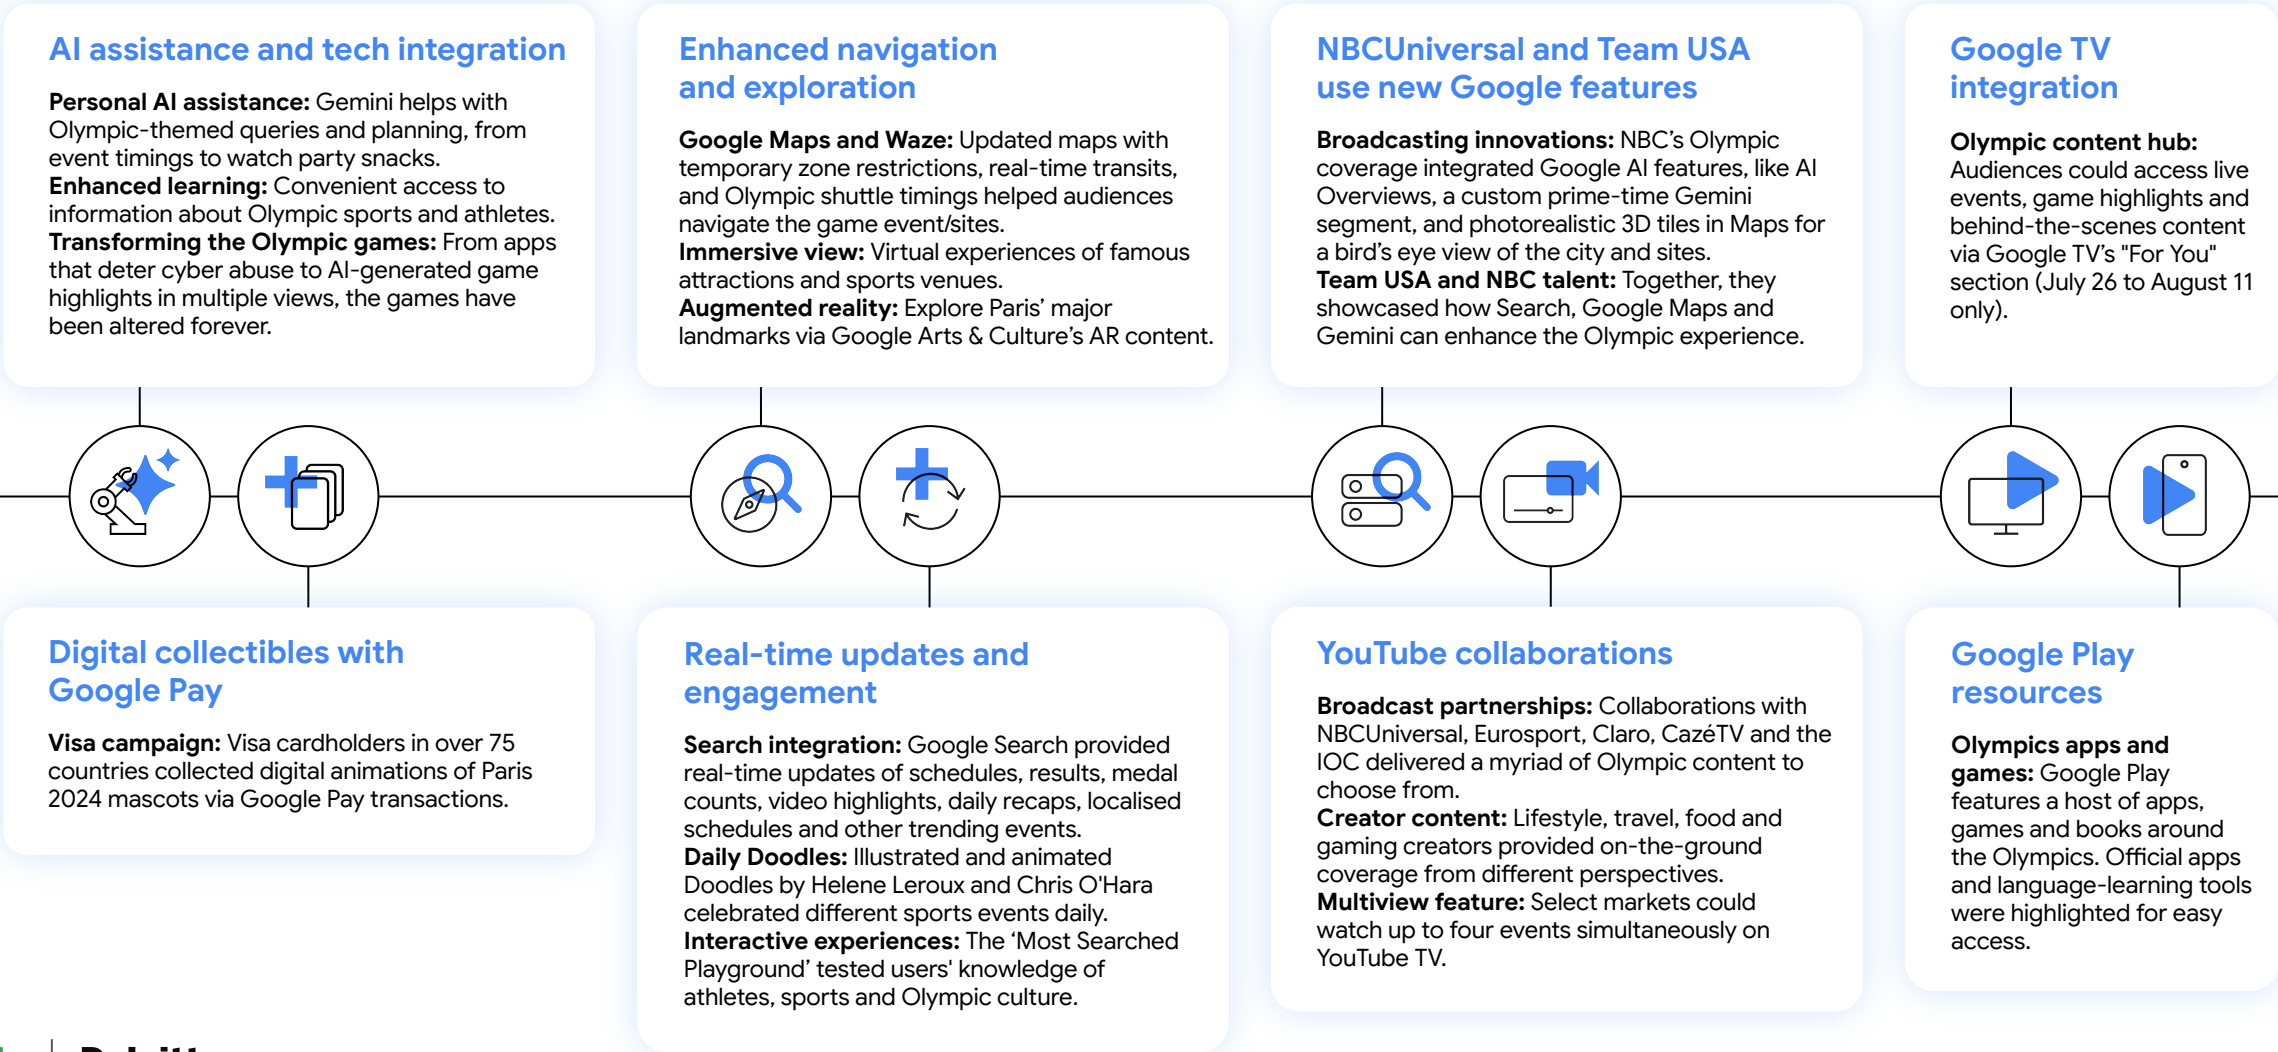 AI assistance and tech integration
Personal AI assistance: Gemini helps with
Olympic-themed queries and planning, from
event timings to watch party snacks.
Enhanced learning: Convenient access to
information about Olympic sports and athletes.
Transforming the Olympic games: From apps
that deter cyber abuse to AI-generated game
highlights in multiple views, the games have
been altered forever.
Enhanced navigation
and exploration
Google Maps and Waze: Updated maps with
temporary zone restrictions, real-time transits,
and Olympic shuttle timings helped audiences
navigate the game event/sites.
Immersive view: Virtual experiences of famous
attractions and sports venues.
Augmented reality: Explore Paris’ major
landmarks via Google Arts & Culture’s AR content.
NBCUniversal and Team USA
use new Google features
Broadcasting innovations: NBC’s Olympic
coverage integrated Google AI features, like AI
Overviews, a custom prime-time Gemini
segment, and photorealistic 3D tiles in Maps for
a bird’s eye view of the city and sites.
Team USA and NBC talent: Together, they
showcased how Search, Google Maps and
Gemini can enhance the Olympic experience.
Google TV
integration
Olympic content hub:
Audiences could access live
events, game highlights and
behind-the-scenes content
via Google TV’s "For You"
section (July 26 to August 11
only).
Digital collectibles with
Google Pay
Visa campaign: Visa cardholders in over 75
countries collected digital animations of Paris
2024 mascots via Google Pay transactions.
Real-time updates and
engagement
Search integration: Google Search provided
real-time updates of schedules, results, medal
counts, video highlights, daily recaps, localised
schedules and other trending events.
Daily Doodles: Illustrated and animated
Doodles by Helene Leroux and Chris O'Hara
celebrated different sports events daily.
Interactive experiences: The ‘Most Searched
Playground’ tested users' knowledge of
athletes, sports and Olympic culture.
YouTube collaborations
Broadcast partnerships: Collaborations with
NBCUniversal, Eurosport, Claro, CazéTV and the
IOC delivered a myriad of Olympic content to
choose from.
Creator content: Lifestyle, travel, food and
gaming creators provided on-the-ground
coverage from different perspectives.
Multiview feature: Select markets could
watch up to four events simultaneously on
YouTube TV.
Google Play
resources
Olympics apps and
games: Google Play
features a host of apps,
games and books around
the Olympics. Official apps
and language-learning tools
were highlighted for easy
access.